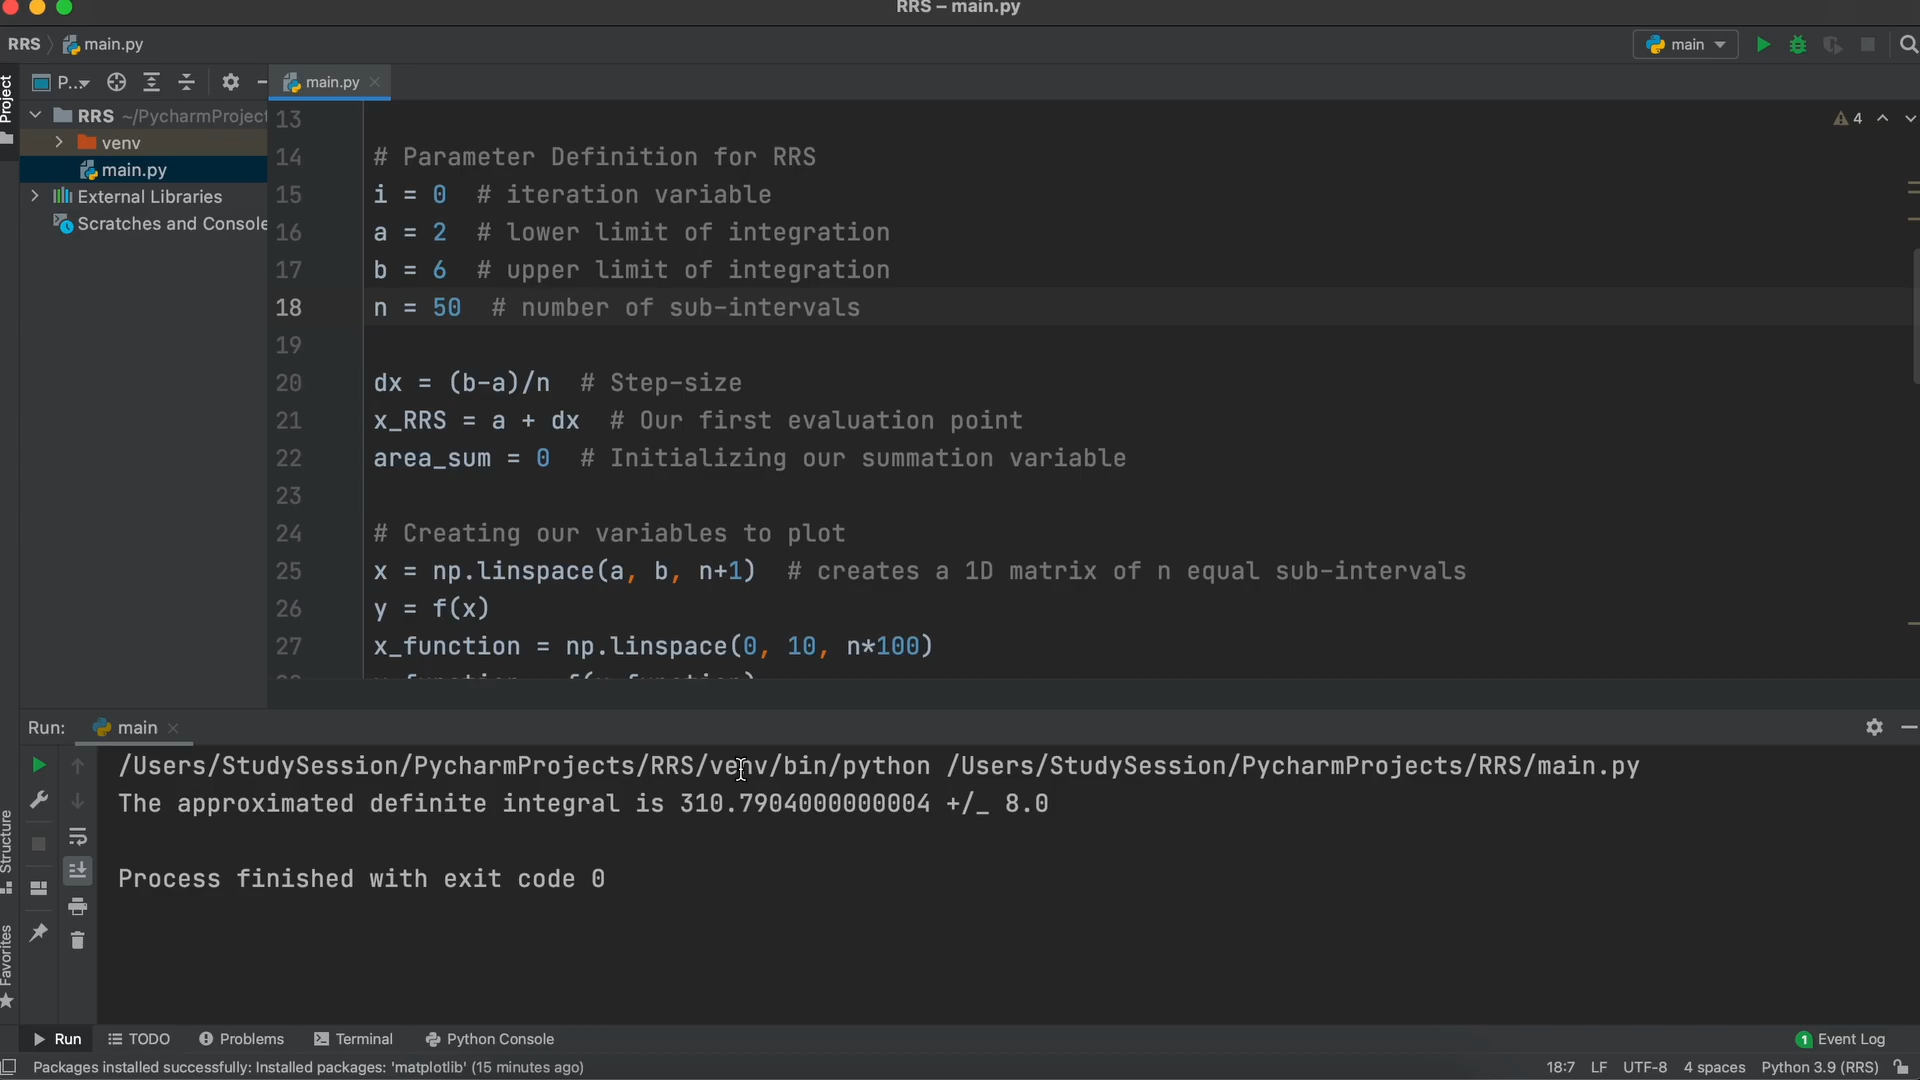 RRS – main.py
RRS main.py
main
Project
P...
main.py
RRS ~/PycharmProject
venv
main.py
External Libraries
Scratches and Console
4
13
14 # Parameter Definition for RRS
15 i = 0 # iteration variable
16 a = 2 # lower limit of integration
17 b = 6 # upper limit of integration
18 n = 50 # number of sub-intervals
19
20 dx = (b-a)/n # Step-size
21 x_RRS = a + dx # Our first evaluation point
22 area_sum = 0 # Initializing our summation variable
23
24 # Creating our variables to plot
25 x = np.linspace(a, b, n+1) # creates a 1D matrix of n equal sub-intervals
26 y = f(x)
27 x_function = np.linspace(0, 10, n*100)
Run: main
/Users/StudySession/PycharmProjects/RRS/venv/bin/python /Users/StudySession/PycharmProjects/RRS/main.py
The approximated definite integral is 310.7904000000004 +/_ 8.0
Process finished with exit code 0
Structure
Favorites
Run TODO Problems Terminal Python Console 1 Event Log
Packages installed successfully: Installed packages: 'matplotlib' (15 minutes ago) 18:7 LF UTF-8 4 spaces Python 3.9 (RRS)